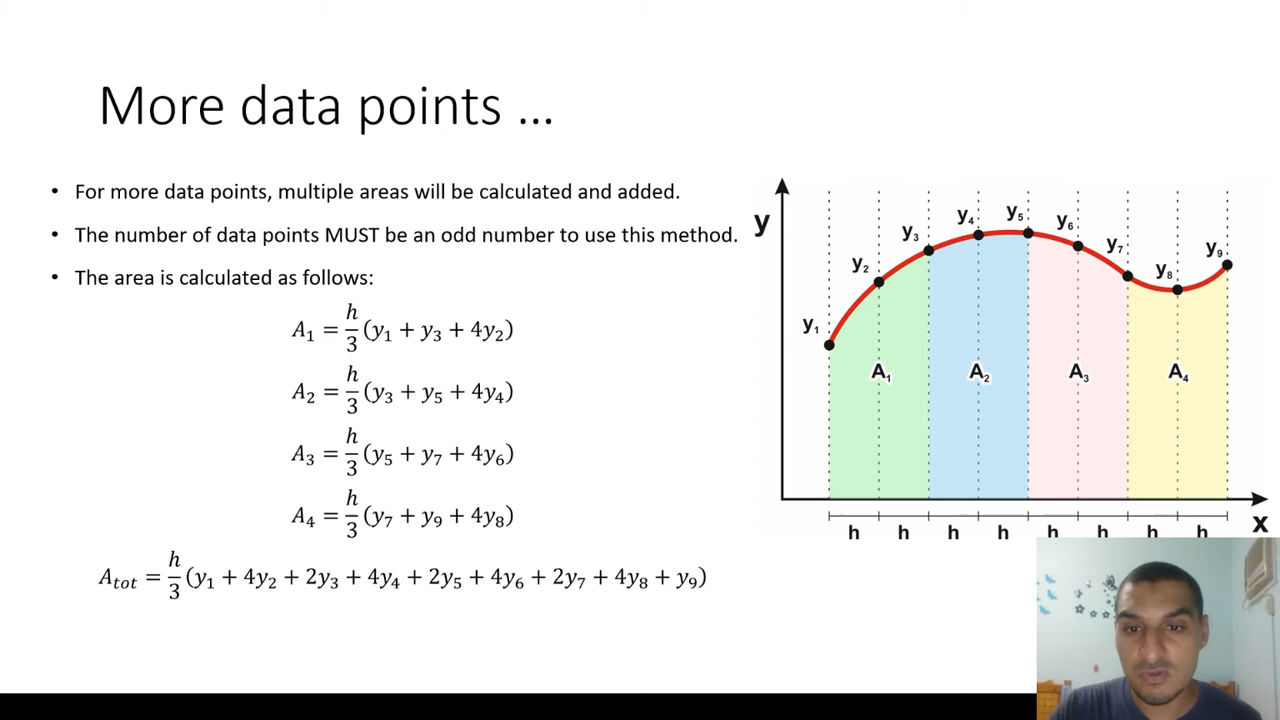 More data points ...
• For more data points, multiple areas will be calculated and added.
• The number of data points MUST be an odd number to use this method.
• The area is calculated as follows:
A₁ = h/3 (y₁ + y₃ + 4y₂)
A₂ = h/3 (y₃ + y₅ + 4y₄)
A₃ = h/3 (y₅ + y₇ + 4y₆)
A₄ = h/3 (y₇ + y₉ + 4y₈)
Aₜₒₜ = h/3 (y₁ + 4y₂ + 2y₃ + 4y₄ + 2y₅ + 4y₆ + 2y₇ + 4y₈ + y₉)
y
y₁ y₂ y₃ y₄ y₅ y₆ y₇ y₈ y₉
A₁ A₂ A₃ A₄
h h h h h h h h
x